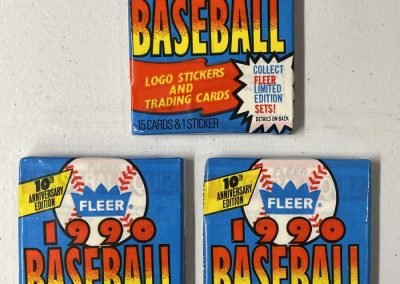 BASEBALL
LOGO STICKERS
AND
TRADING CARDS
COLLECT
FLEER
LIMITED
EDITION
SETS!
DETAILS ON BACK
15 CARDS & 1 STICKER
10TH
ANNIVERSARY
EDITION
FLEER®
1990
BASEBALL
10TH
ANNIVERSARY
EDITION
FLEER®
1990
BASEBALL